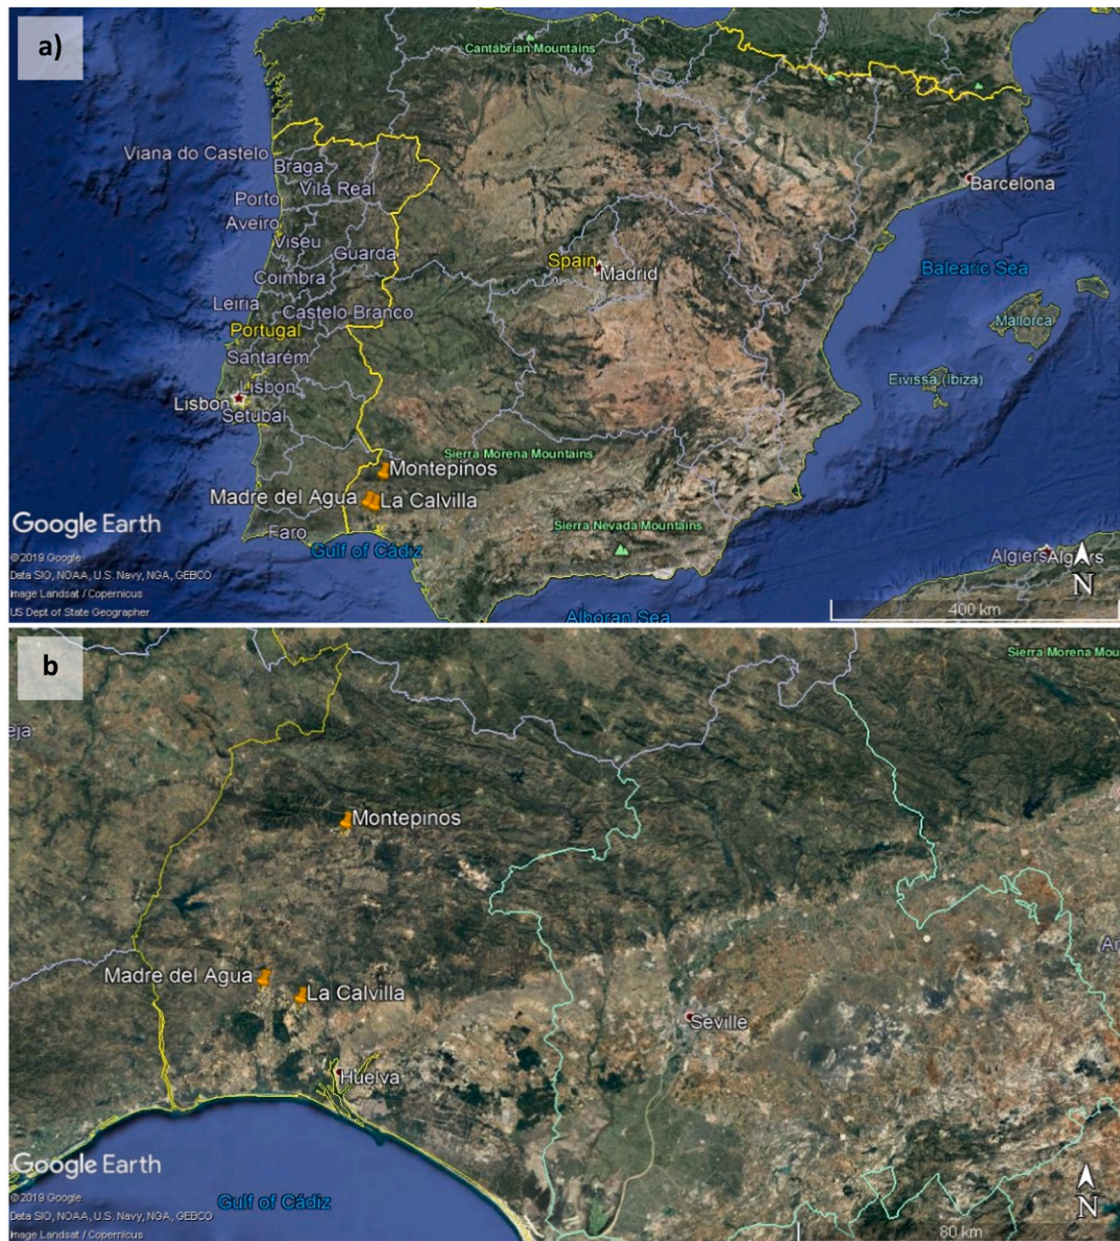 a)
Cantabrian Mountains
Viana do Castelo
Braga
Vila Real
Porto
Aveiro
Viseu
Guarda
Coimbra
Leiria
Castelo Branco
Portugal
Santarém
Lisbon
Lisbon
Setubal
Spain
Madrid
Barcelona
Balearic Sea
Mallorca
Eivissa (Ibiza)
Sierra Morena Mountains
Montepinos
Madre del Agua
La Calvilla
Faro
Gulf of Cádiz
Sierra Nevada Mountains
Alboran Sea
Algiers
Algiers
N
400 km
Google Earth
©2019 Google
Data SIO, NOAA, U.S. Navy, NGA, GEBCO
Image Landsat / Copernicus
US Dept of State Geographer
b
Sierra Morena Mou
eja
Montepinos
Madre del Agua
La Calvilla
Seville
Huelva
Ar
Gulf of Cádiz
N
80 km
Google Earth
©2019 Google
Data SIO, NOAA, U.S. Navy, NGA, GEBCO
Image Landsat / Copernicus